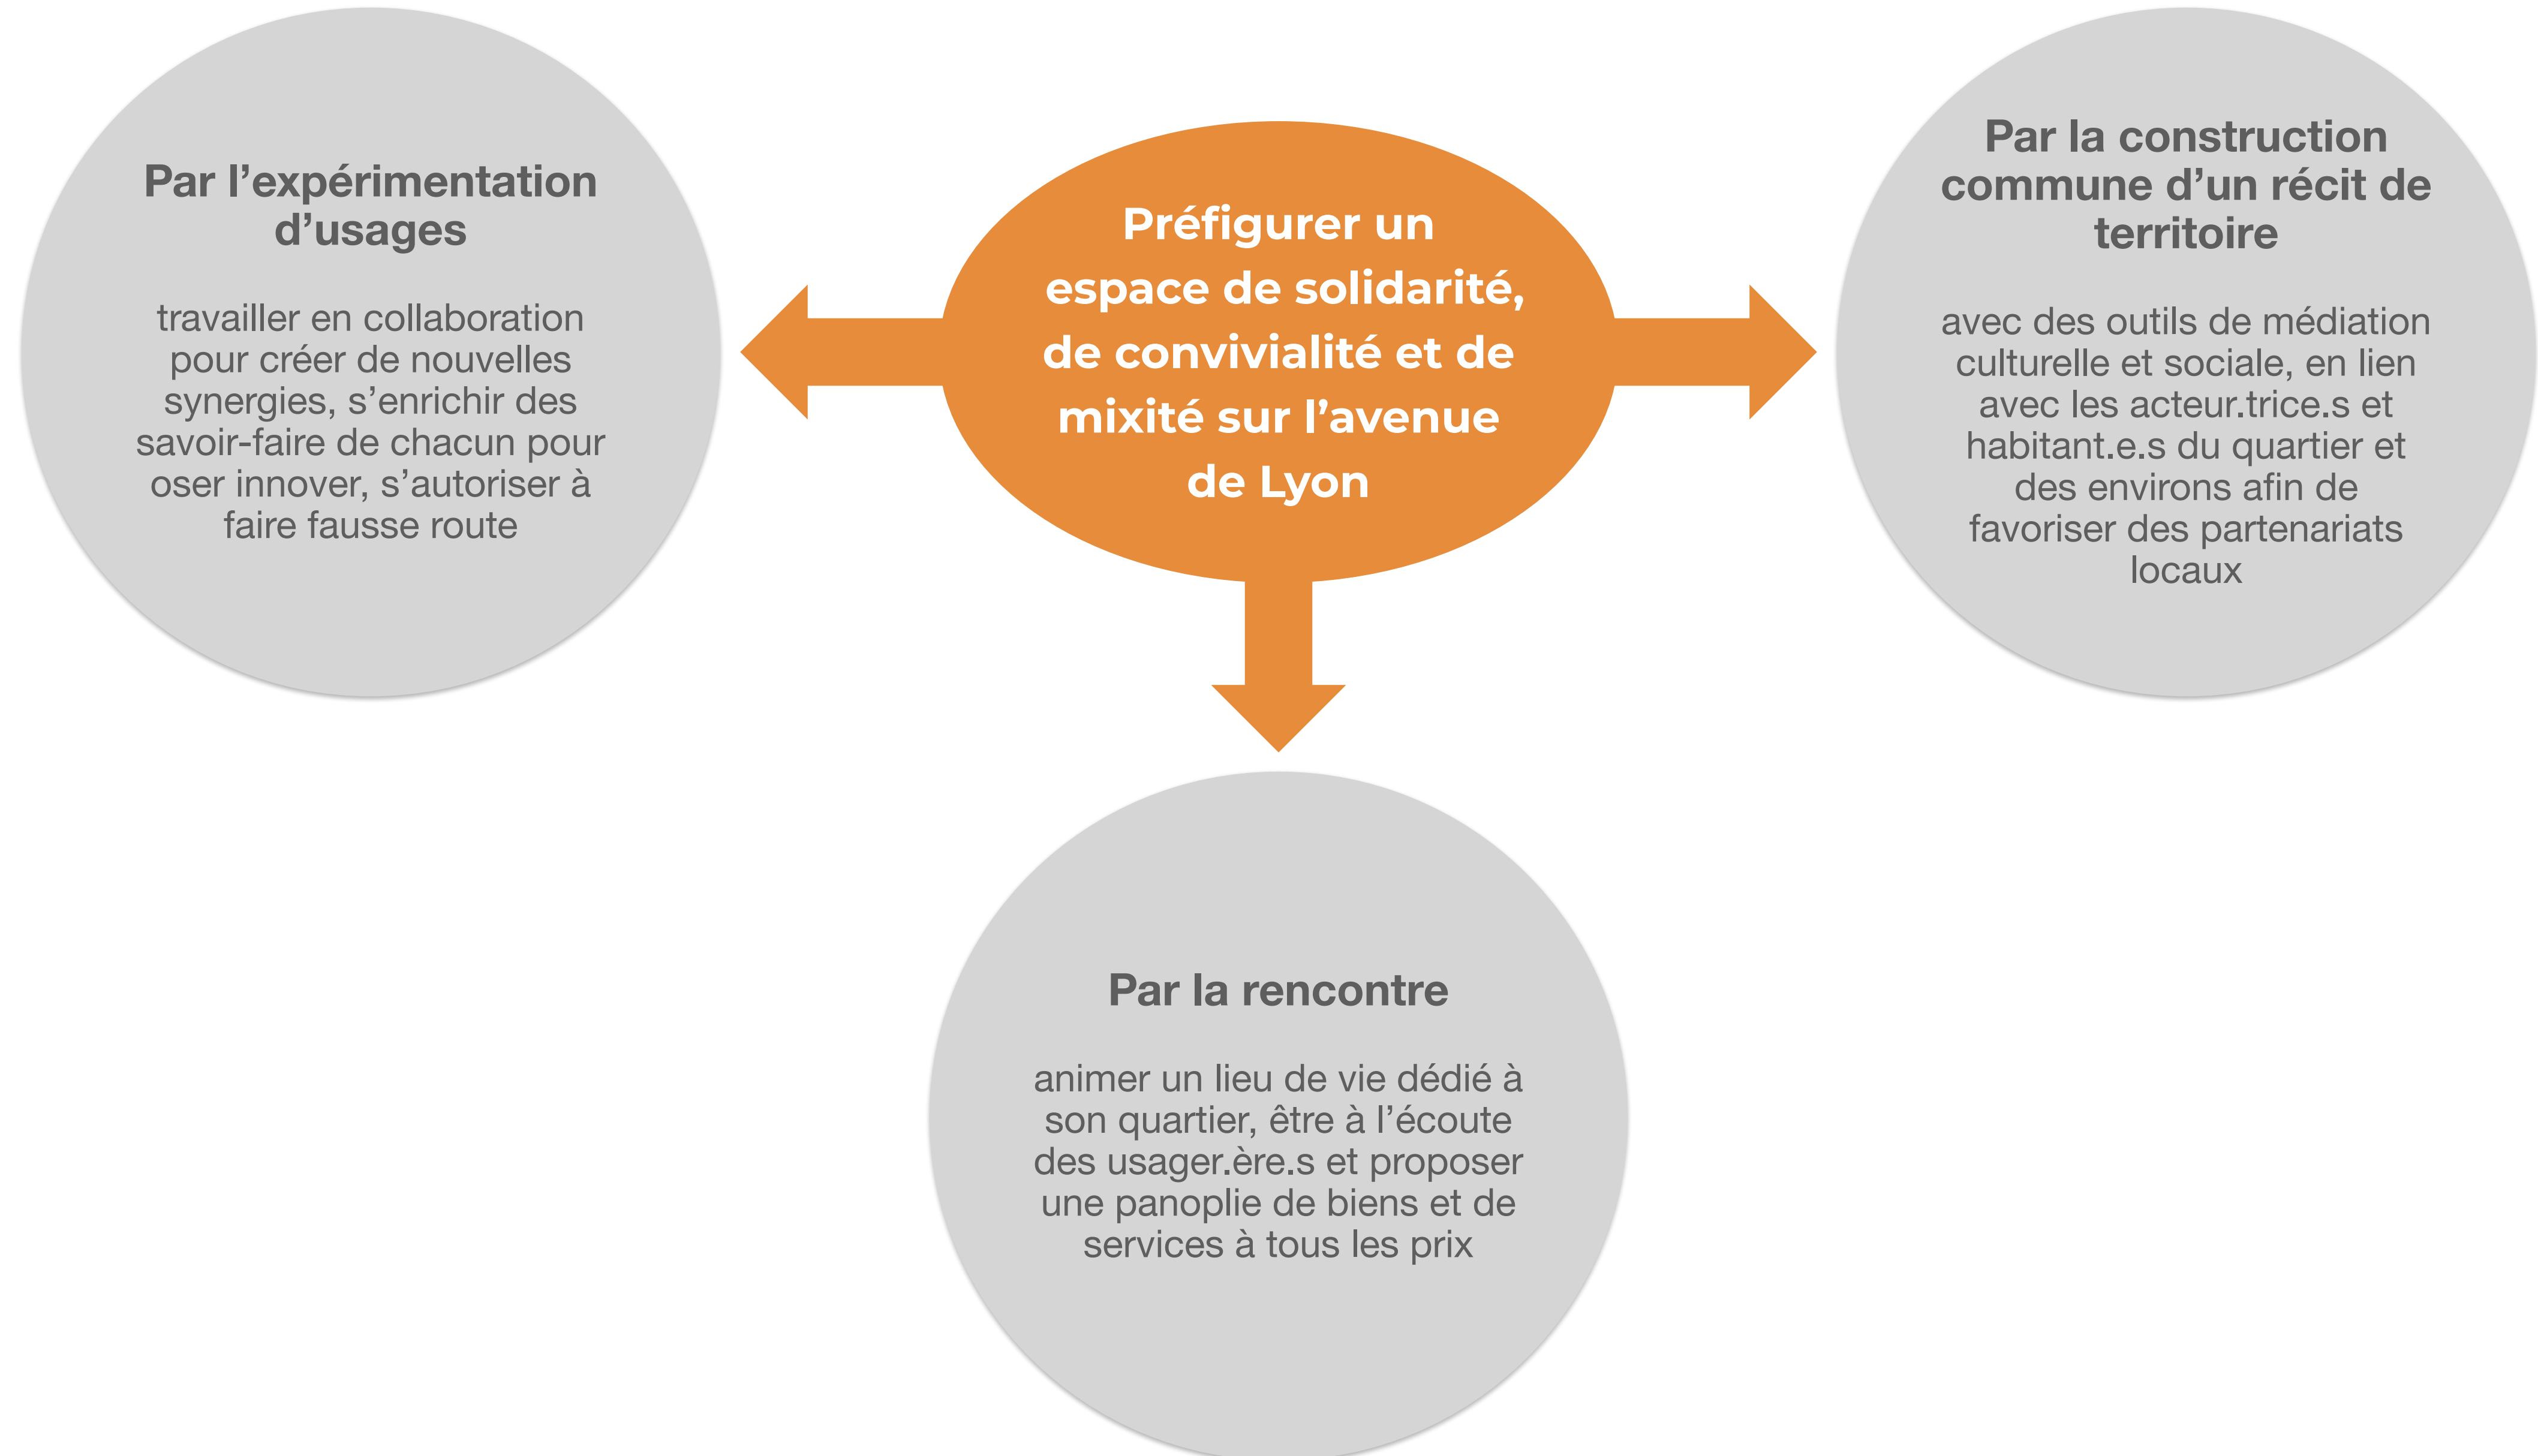 Par l’expérimentation
d’usages
travailler en collaboration
pour créer de nouvelles
synergies, s’enrichir des
savoir-faire de chacun pour
oser innover, s’autoriser à
faire fausse route
Préfigurer un
espace de solidarité,
de convivialité et de
mixité sur l’avenue
de Lyon
Par la construction
commune d’un récit de
territoire
avec des outils de médiation
culturelle et sociale, en lien
avec les acteur.trice.s et
habitant.e.s du quartier et
des environs afin de
favoriser des partenariats
locaux
Par la rencontre
animer un lieu de vie dédié à
son quartier, être à l’écoute
des usager.ère.s et proposer
une panoplie de biens et de
services à tous les prix